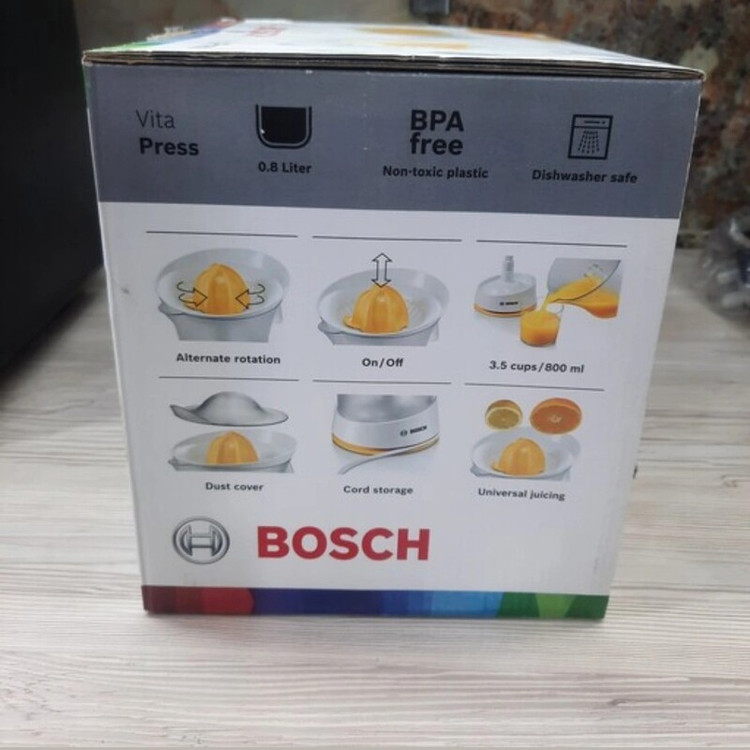 Vita
Press
0.8 Liter
BPA
free
Non-toxic plastic
Dishwasher safe
Alternate rotation
On/Off
3.5 cups/800 ml
BOSCH
Dust cover
Cord storage
Universal juicing
BOSCH
BOSCH